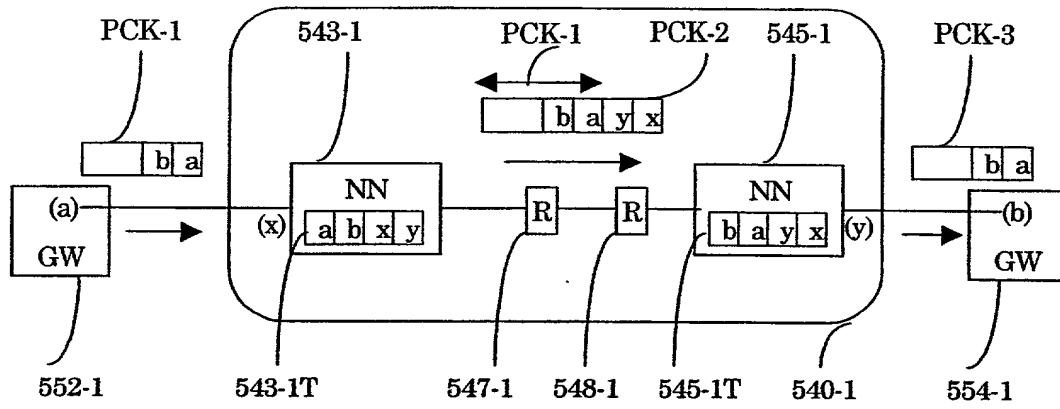 PCK-1 543-1 PCK-1 PCK-2 545-1 PCK-3
b a y x
b a
b a
NN NN
(a) (x) (y) (b)
R R
a b x y
b a y x
GW GW
552-1 543-1T 547-1 548-1 545-1T 540-1 554-1